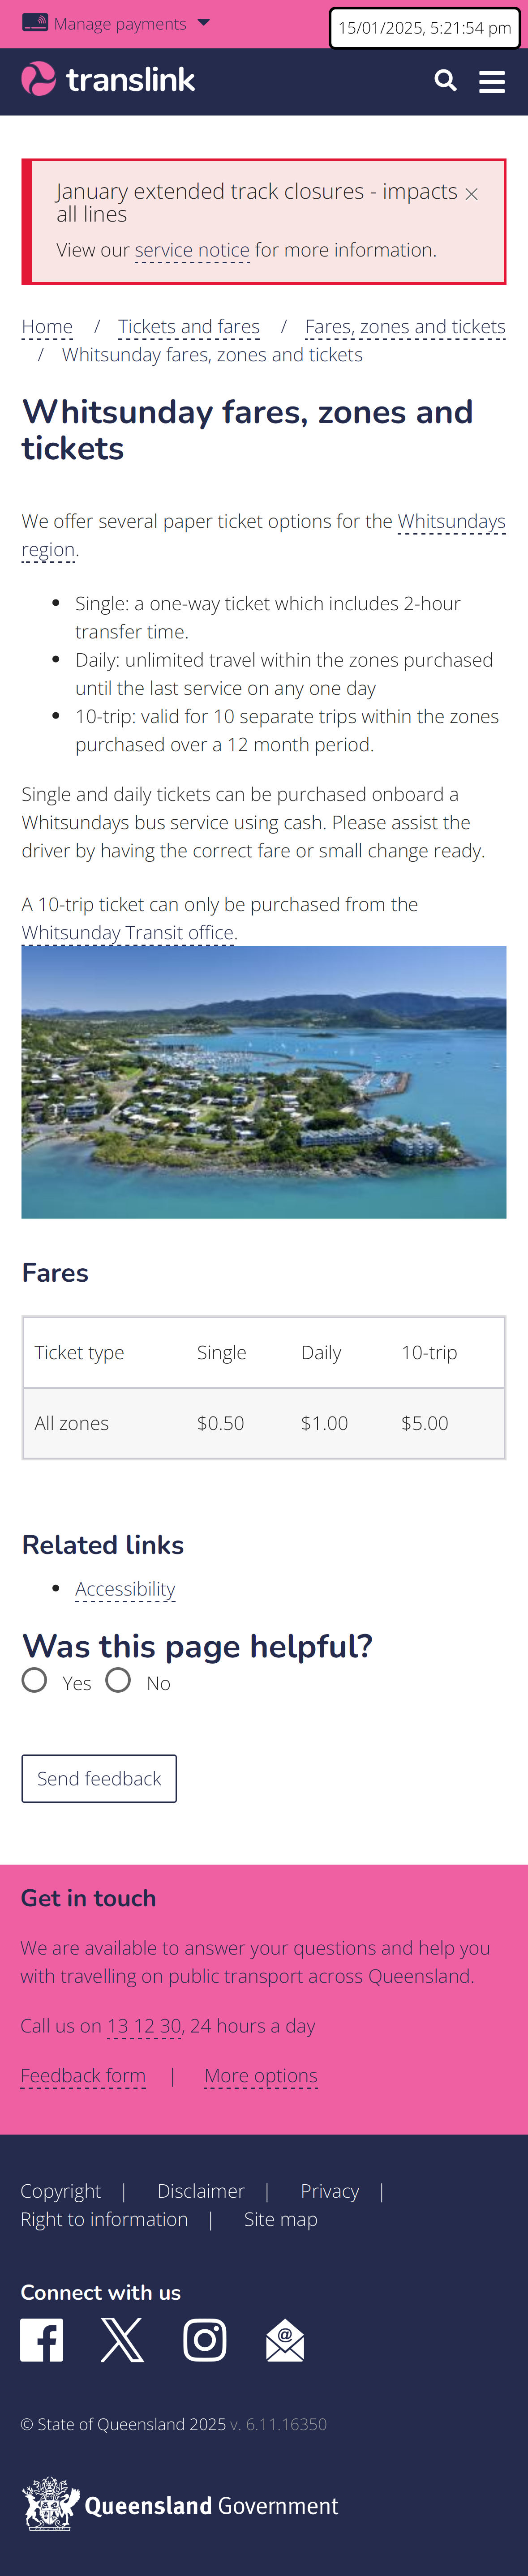 Manage payments
15/01/2025, 5:21:54 pm
translink
January extended track closures - impacts
all lines
View our service notice for more information.
Home / Tickets and fares / Fares, zones and tickets
/ Whitsunday fares, zones and tickets
Whitsunday fares, zones and
tickets
We offer several paper ticket options for the Whitsundays
region.
• Single: a one-way ticket which includes 2-hour
transfer time.
• Daily: unlimited travel within the zones purchased
until the last service on any one day
• 10-trip: valid for 10 separate trips within the zones
purchased over a 12 month period.
Single and daily tickets can be purchased onboard a
Whitsundays bus service using cash. Please assist the
driver by having the correct fare or small change ready.
A 10-trip ticket can only be purchased from the
Whitsunday Transit office.
Fares
Ticket type Single Daily 10-trip
All zones $0.50 $1.00 $5.00
Related links
• Accessibility
Was this page helpful?
Yes No
Send feedback
Get in touch
We are available to answer your questions and help you
with travelling on public transport across Queensland.
Call us on 13 12 30, 24 hours a day
Feedback form | More options
Copyright | Disclaimer | Privacy |
Right to information | Site map
Connect with us
© State of Queensland 2025 v. 6.11.16350
Queensland Government